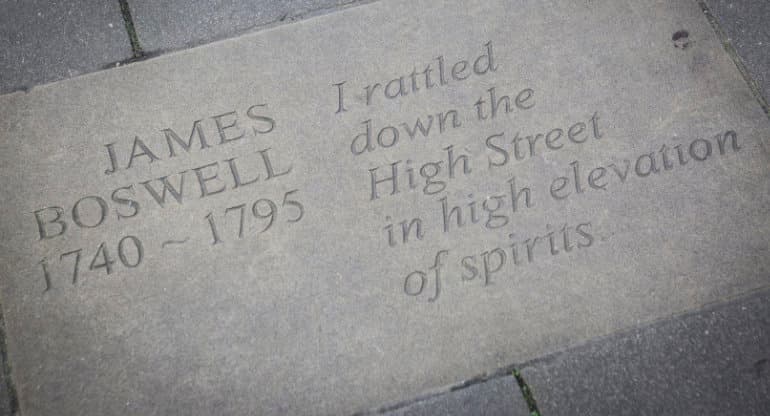 JAMES
BOSWELL
1740 ~ 1795
I rattled
down the
High Street
in high elevation
of spirits